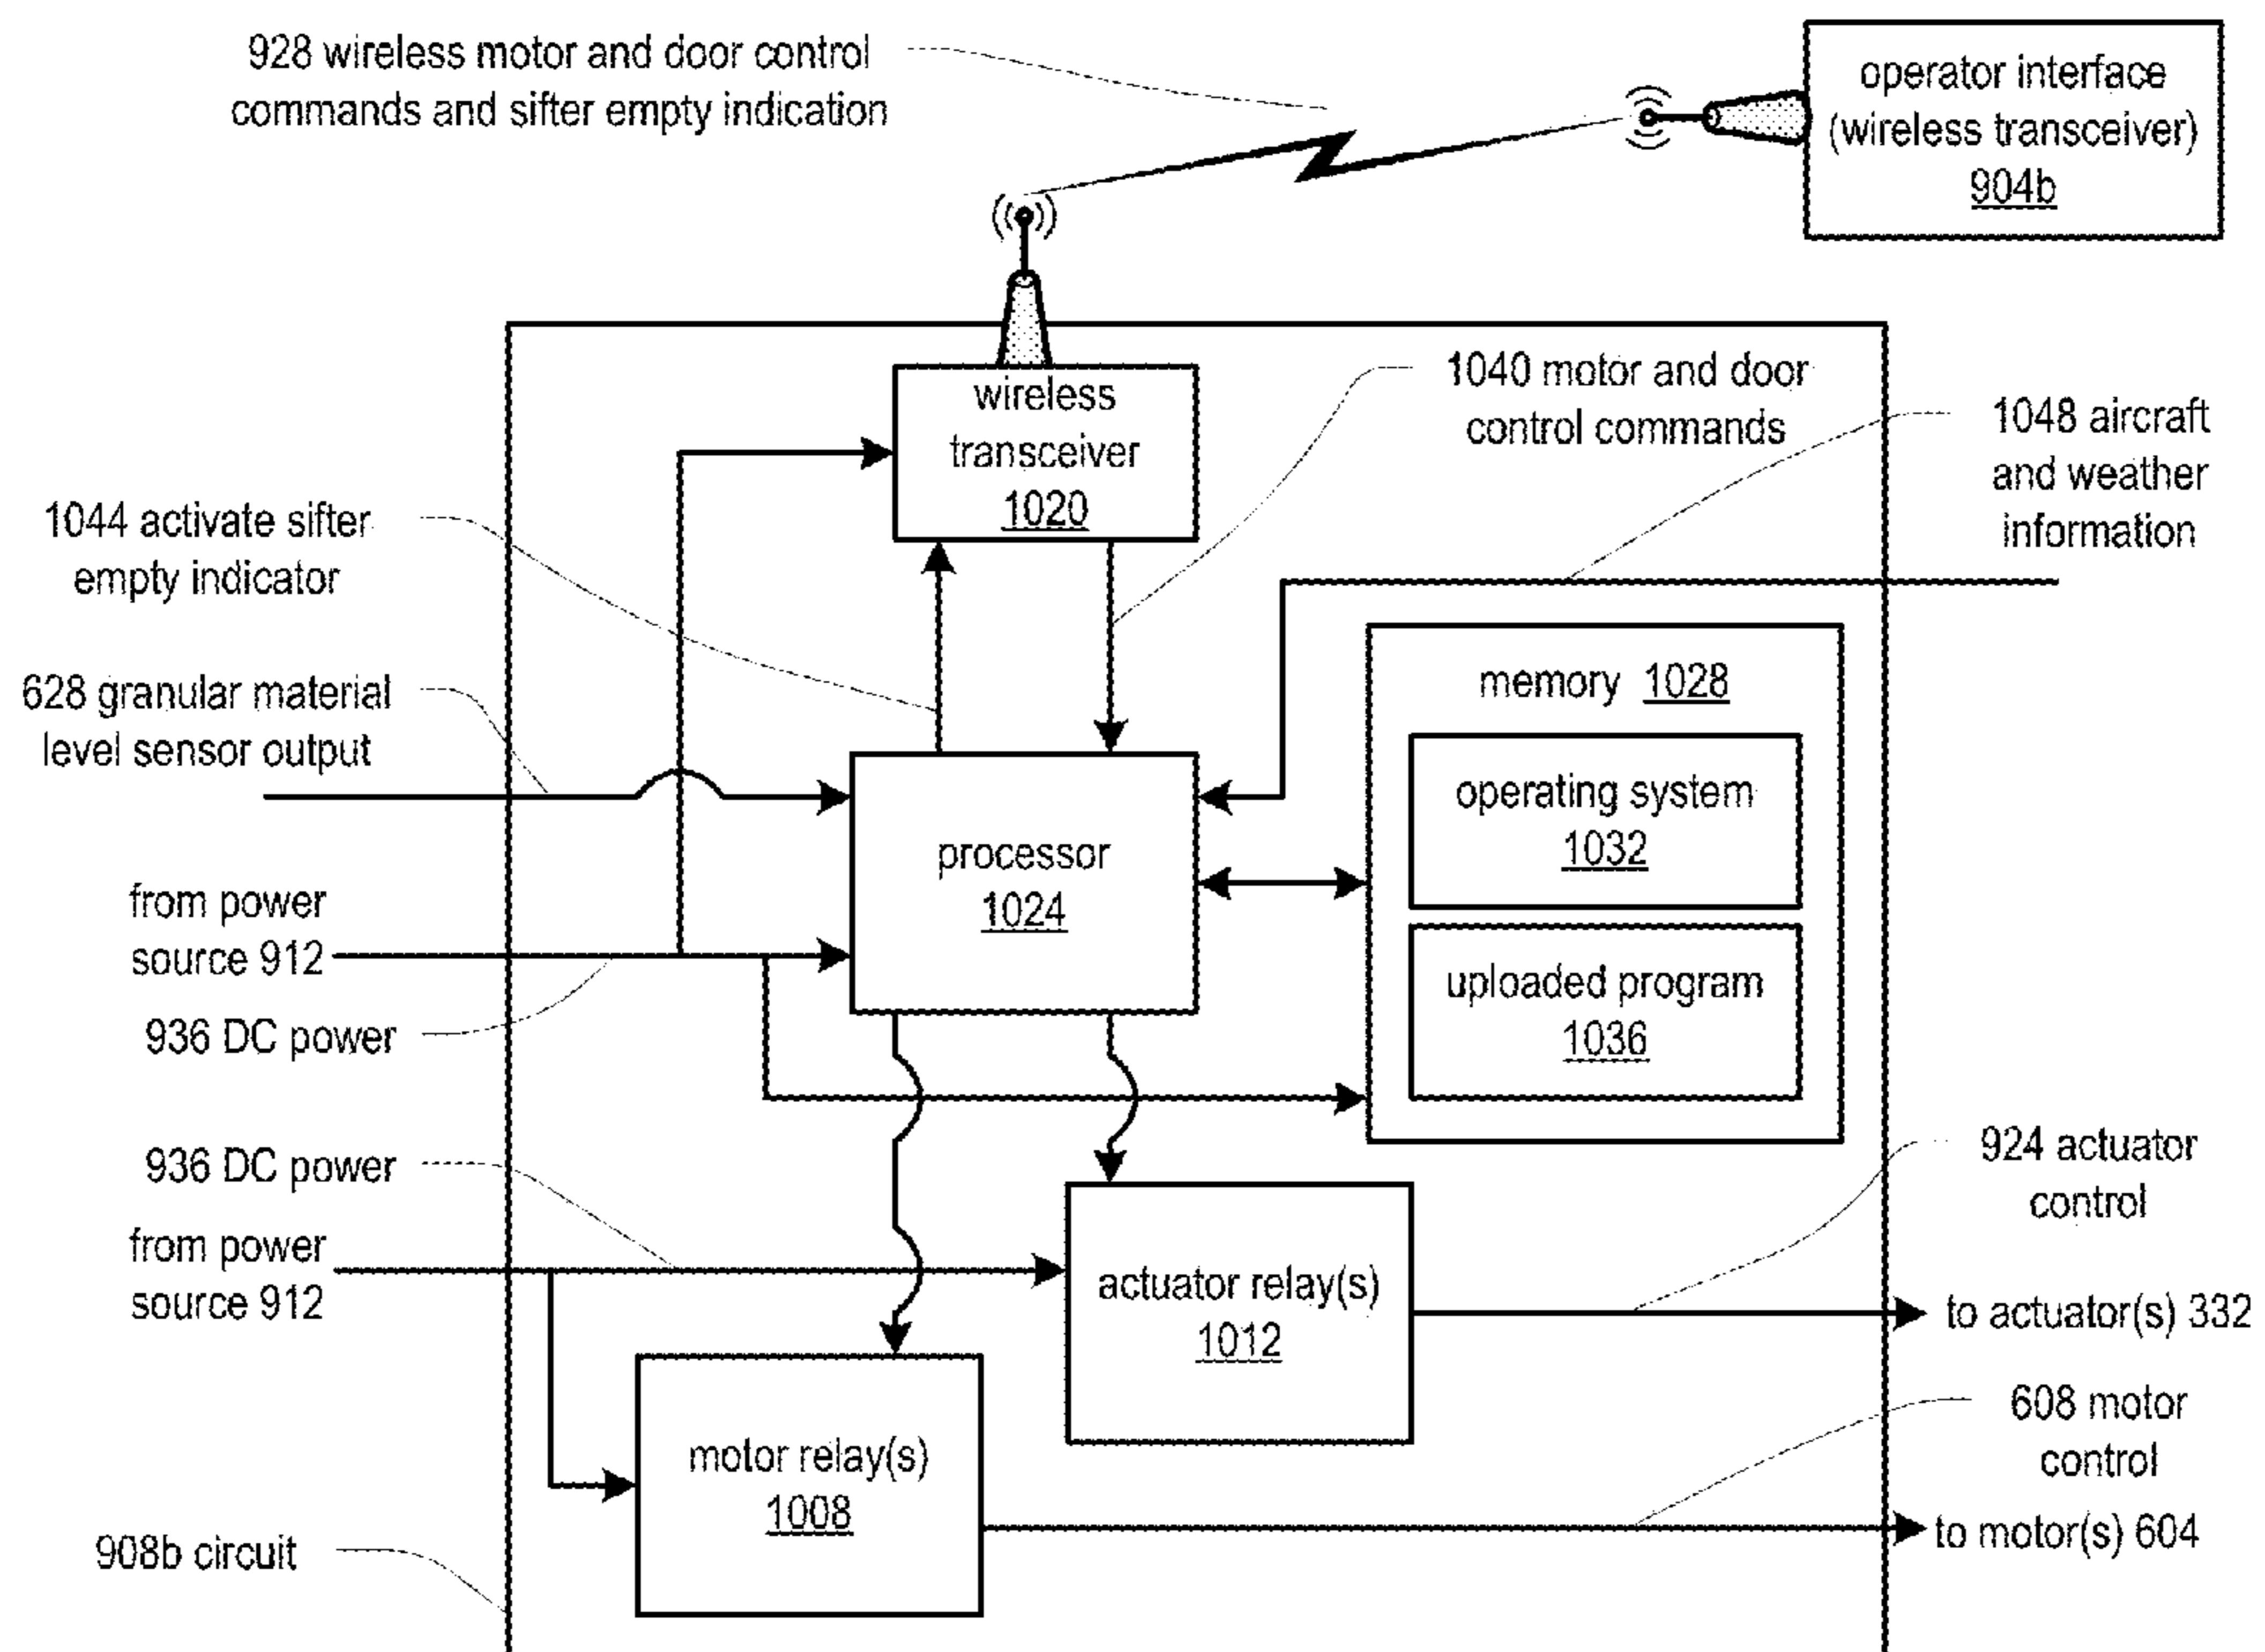 928 wireless motor and door control
commands and sifter empty indication
operator interface
(wireless transceiver)
904b
wireless
transceiver
1020
1040 motor and door
control commands
1048 aircraft
and weather
information
1044 activate sifter
empty indicator
628 granular material
level sensor output
memory 1028
operating system
1032
uploaded program
1036
processor
1024
from power
source 912
936 DC power
936 DC power
from power
source 912
actuator relay(s)
1012
924 actuator
control
to actuator(s) 332
motor relay(s)
1008
608 motor
control
to motor(s) 604
908b circuit